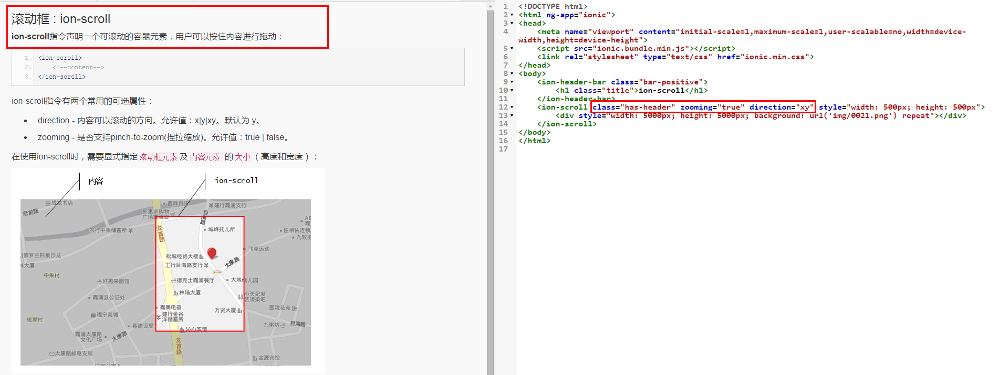 滚动框 : ion-scroll
ion-scroll指令声明一个可滚动的容器元素，用户可以按住内容进行拖动：
1. <ion-scroll>
2. <!--content-->
3. </ion-scroll>
ion-scroll指令有两个常用的可选属性：
• direction - 内容可以滚动的方向。允许值：x|y|xy。默认为 y。
• zooming - 是否支持pinch-to-zoom(捏拉缩放)。允许值：true | false。
在使用ion-scroll时，需要显式指定 滚动框元素 及 内容元素 的 大小 （ 高度和宽度 ）：
内容
ion-scroll
成龙书店
鑫辉百货
建行霞浦支行
府前路
新惠多购物
广场霞浦店
目海路
农行中乘储蓄所
龙首路
城峰托儿所
佐相佑连锁
九牧王
飞克运动
紫罗兰形象沙龙
林大厦
松城经贸大楼
太康路
工行目海路支行
中乘村
好再来面馆
德克士霞浦餐厅
大地幼儿园
林场大厦
小天妃发
艺烫染吧
霞浦县公证处
嘉美电器
万贤大厦
国税花苑
福宁商城
建行金谷
洋储蓄所
俊星村
县建设局
沁心宾馆
九粥坊
目海路
霞浦太康路
文化广场
太康路
龙首路
太康路邮电支局
金源宾馆
1 <!DOCTYPE html>
2 <html ng-app="ionic">
3 <head>
4 <meta name="viewport" content="initial-scale=1,maximum-scale=1,user-scalable=no,width=device-
width,height=device-height">
5 <script src="ionic.bundle.min.js"></script>
6 <link rel="stylesheet" type="text/css" href="ionic.min.css">
7 </head>
8 <body>
9 <ion-header-bar class="bar-positive">
10 <h1 class="title">ion-scroll</h1>
11 </ion-header-bar>
12 <ion-scroll class="has-header" zooming="true" direction="xy" style="width: 500px; height: 500px">
13 <div style="width: 5000px; height: 5000px; background: url('img/0021.png') repeat"></div>
14 </ion-scroll>
15 </body>
16 </html>
17